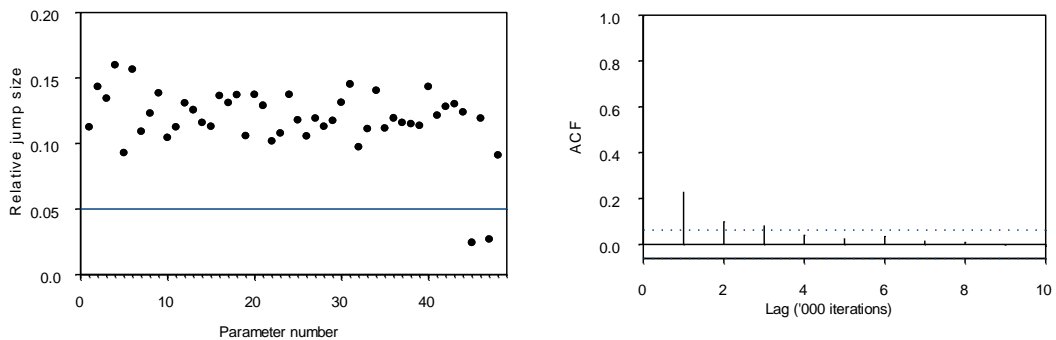 0.20
0.15
0.10
0.05
0.0
Relative jump size
0 10 20 30 40
Parameter number
1.0
0.8
0.6
0.4
0.2
0.0
ACF
0 2 4 6 8 10
Lag ('000 iterations)